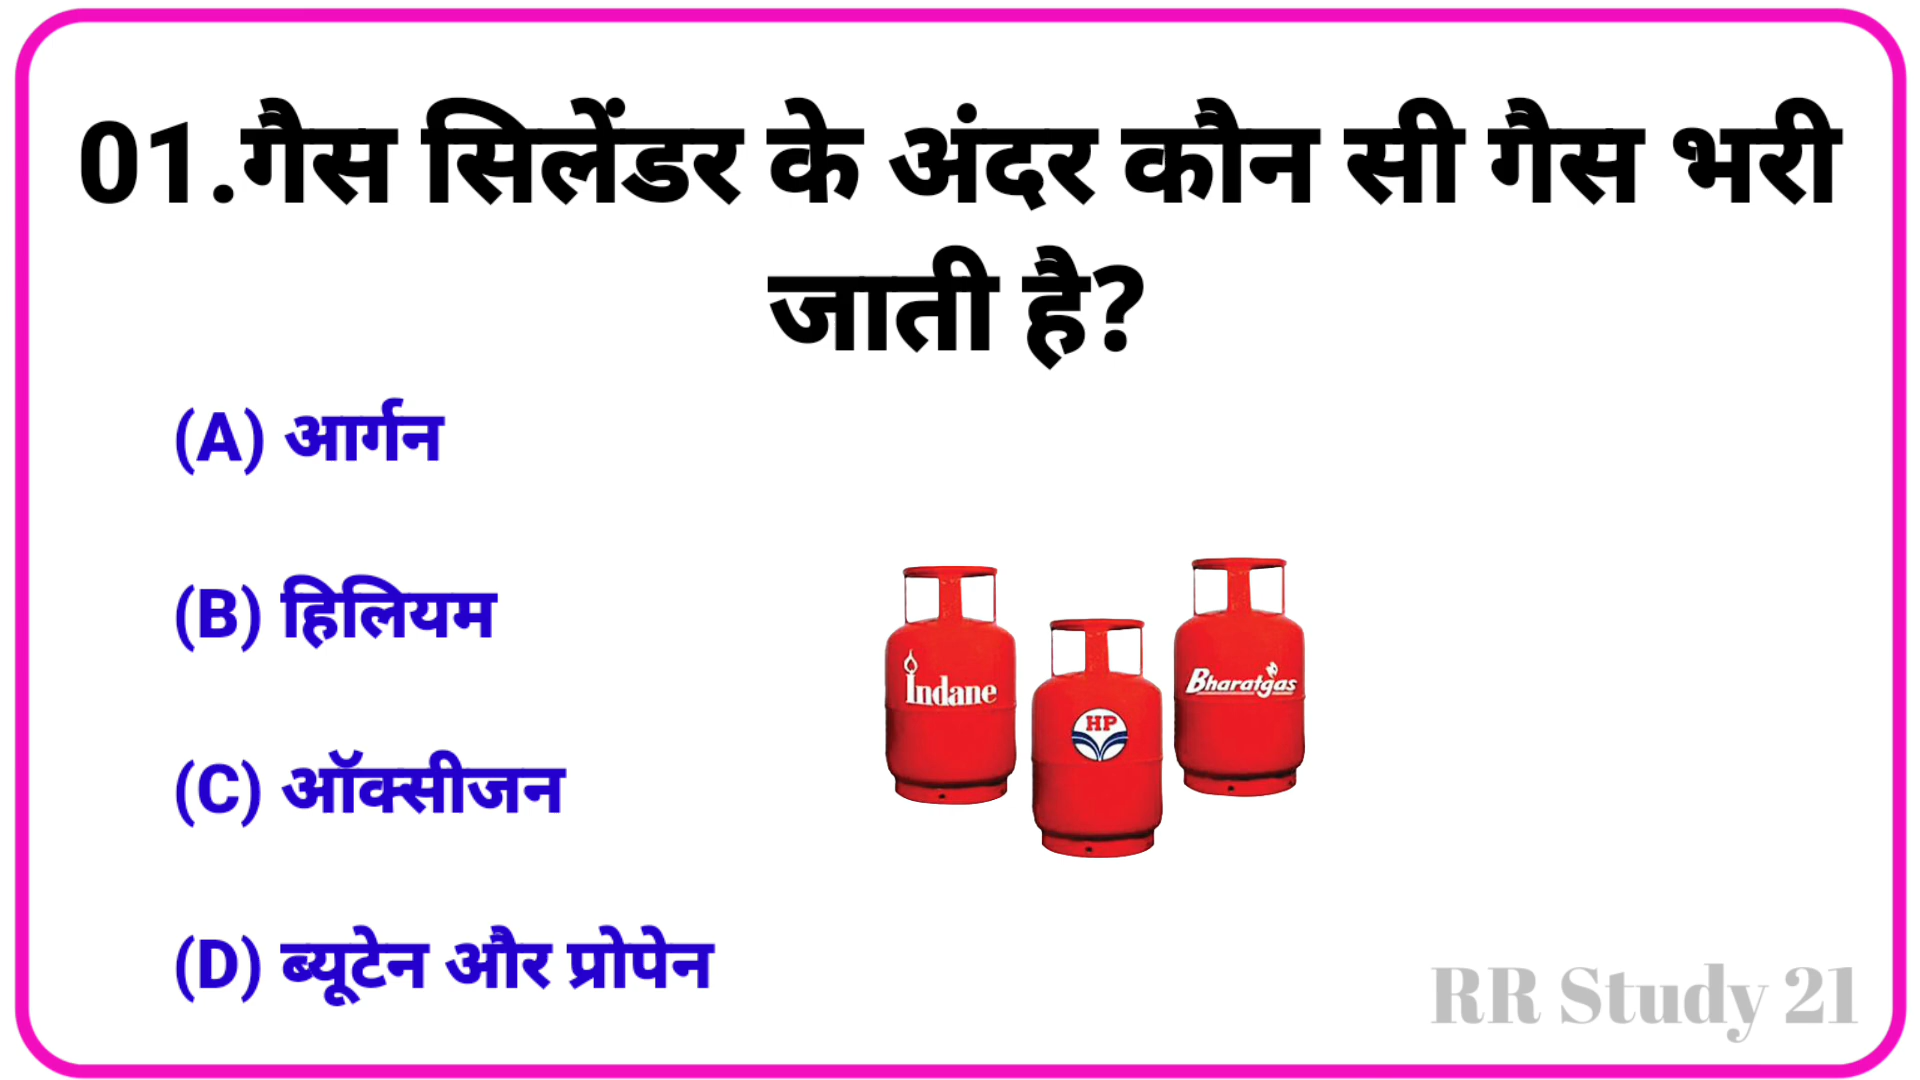 01.गैस सिलेंडर के अंदर कौन सी गैस भरी
जाती है?
(A) आर्गन
(B) हिलियम
(C) ऑक्सीजन
(D) ब्यूटेन और प्रोपेन
Indane
HP
Bharatgas
RR Study 21